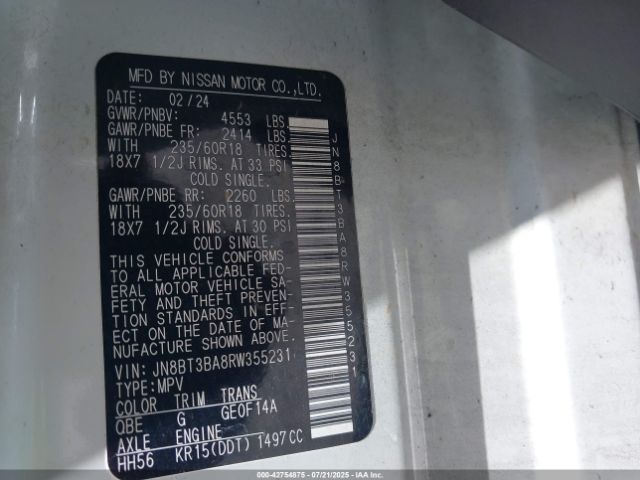 MFD BY NISSAN MOTOR CO.,LTD.
DATE: 02/24
GVWR/PNBV: 4553 LBS
GAWR/PNBE FR: 2414 LBS
WITH 235/60R18 TIRES.
18X7 1/2J RIMS. AT 33 PSI
COLD SINGLE.
GAWR/PNBE RR: 2260 LBS.
WITH 235/60R18 TIRES.
18X7 1/2J RIMS. AT 30 PSI
COLD SINGLE.
THIS VEHICLE CONFORMS
TO ALL APPLICABLE FED-
ERAL MOTOR VEHICLE SA-
FETY AND THEFT PREVEN-
TION STANDARDS IN EFF-
ECT ON THE DATE OF MA-
NUFACTURE SHOWN ABOVE.
VIN: JN8BT3BA8RW355231
TYPE:MPV
COLOR TRIM TRANS
QBE G GE0F14A
AXLE ENGINE
HH56 KR15(DDT) 1497CC
JN8BT3BA8RW355231
000-42754875 07/21/2025 - IAAI.com